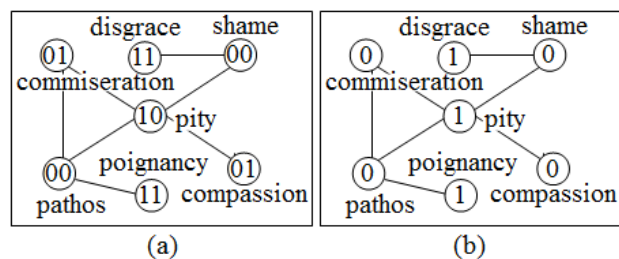 disgrace shame
01 11 00
commiseration
10 pity
poignancy
00 11 01
pathos compassion
(a)
disgrace shame
0 1 0
commiseration
1 pity
poignancy
0 1 0
pathos compassion
(b)